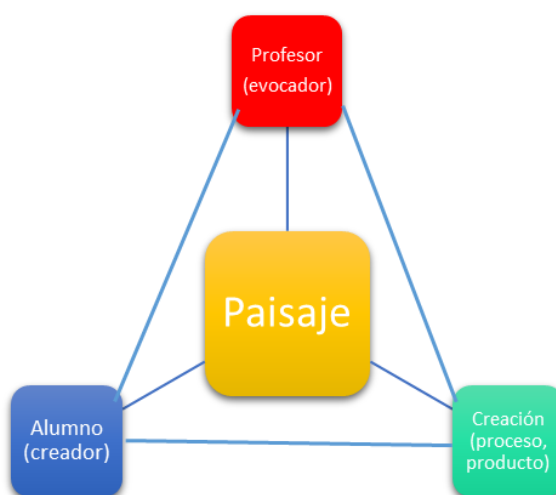 Profesor
(evocador)
Paisaje
Alumno
(creador)
Creación
(proceso,
producto)